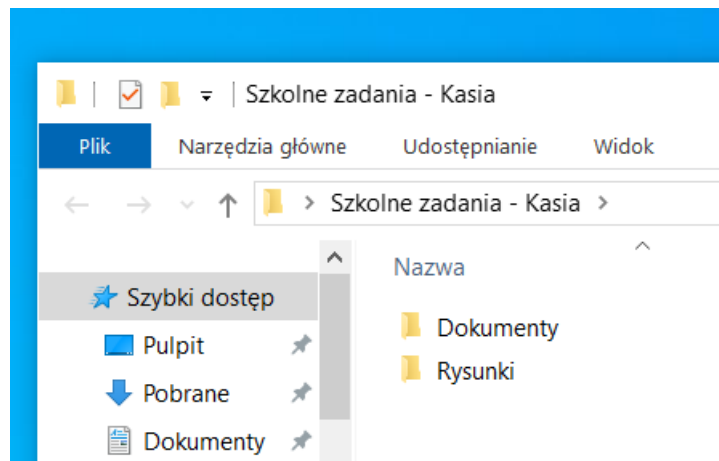 Szkolne zadania - Kasia
Plik Narzędzia główne Udostępnianie Widok
Szkolne zadania - Kasia
Nazwa
Szybki dostęp
Pulpit
Pobrane
Dokumenty
Dokumenty
Rysunki